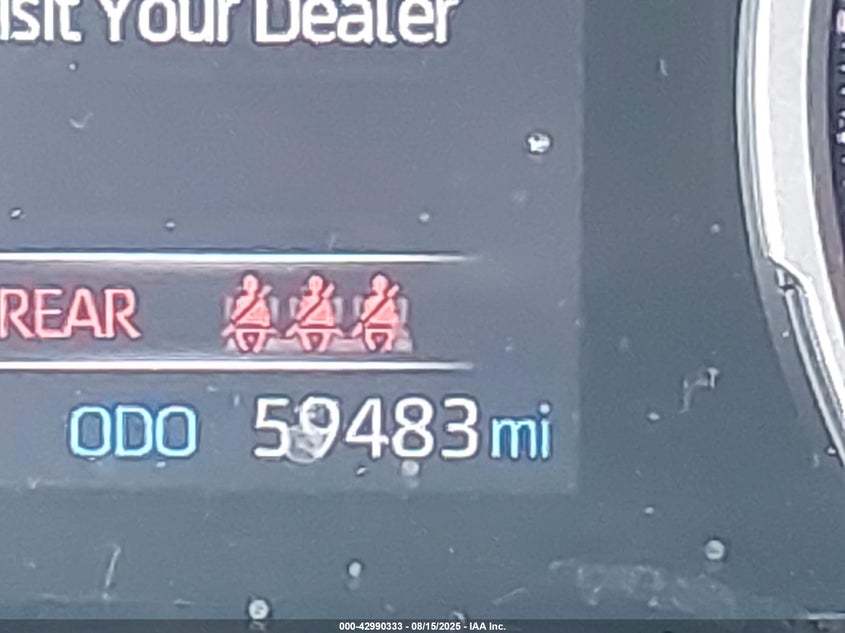 isit Your Dealer
REAR
ODO 59483 mi
000-42990333 - 08/15/2025 - IAA Inc.